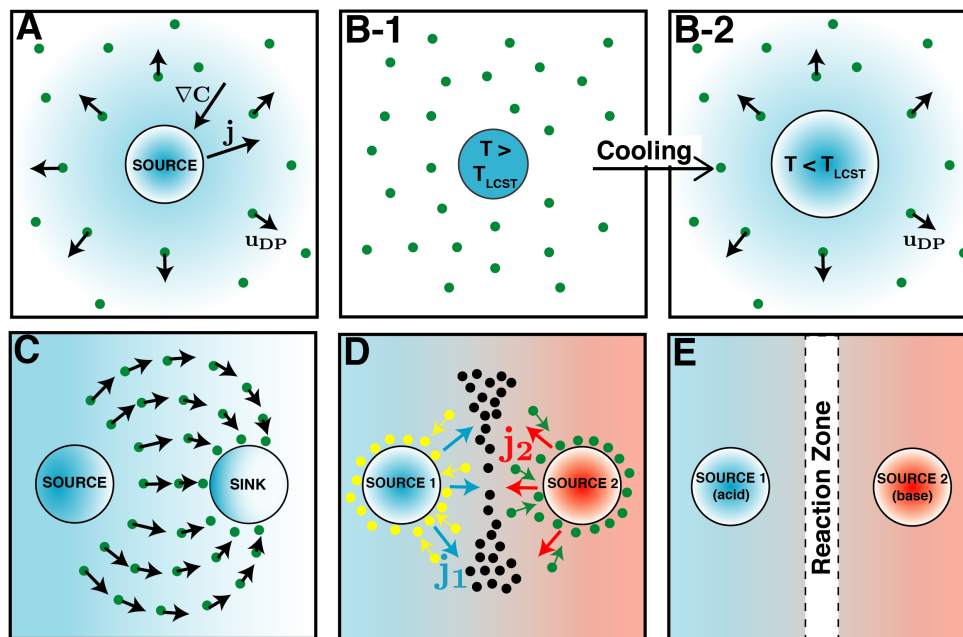 A
∇C
j
SOURCE
u_DP
B-1
T >
T_LCST
Cooling
B-2
T < T_LCST
u_DP
C
SOURCE
SINK
D
j_2
SOURCE 1
SOURCE 2
j_1
E
SOURCE 1
(acid)
Reaction Zone
SOURCE 2
(base)